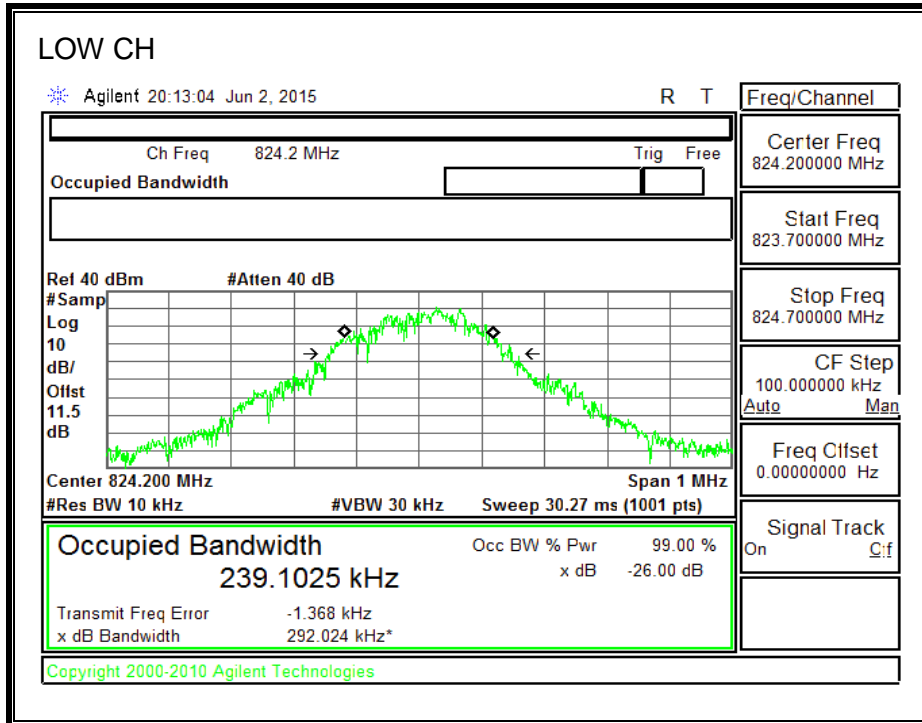 LOW CH
Agilent 20:13:04 Jun 2, 2015 R T
Ch Freq 824.2 MHz Trig Free
Occupied Bandwidth
Ref 40 dBm #Atten 40 dB
#Samp
Log
10
dB/
Offst
11.5
dB
Center 824.200 MHz Span 1 MHz
#Res BW 10 kHz #VBW 30 kHz Sweep 30.27 ms (1001 pts)
Occupied Bandwidth
239.1025 kHz
Occ BW % Pwr 99.00 %
x dB -26.00 dB
Transmit Freq Error -1.368 kHz
x dB Bandwidth 292.024 kHz*
Copyright 2000-2010 Agilent Technologies
Freq/Channel
Center Freq
824.200000 MHz
Start Freq
823.700000 MHz
Stop Freq
824.700000 MHz
CF Step
100.000000 kHz
Auto Man
Freq Offset
0.00000000 Hz
Signal Track
On Off